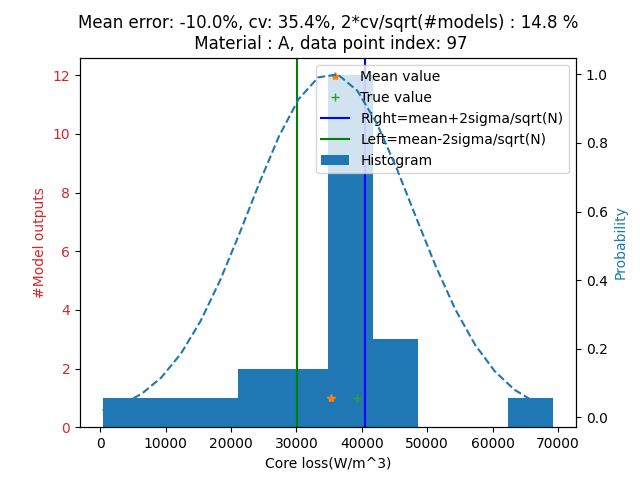 Mean error: -10.0%, cv: 35.4%, 2*cv/sqrt(#models) : 14.8 %
Material : A, data point index: 97
Mean value
True value
Right=mean+2sigma/sqrt(N)
Left=mean-2sigma/sqrt(N)
Histogram
#Model outputs
12
10
8
6
4
2
0
1.0
0.8
0.6
0.4
0.2
0.0
Probability
0 10000 20000 30000 40000 50000 60000 70000
Core loss(W/m^3)